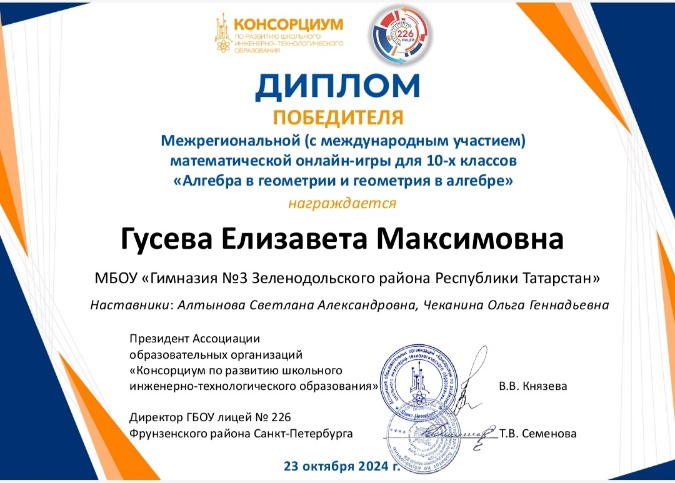 КОНСОРЦИУМ
ПО РАЗВИТИЮ ШКОЛЬНОГО
ИНЖЕНЕРНО-ТЕХНОЛОГИЧЕСКОГО
ОБРАЗОВАНИЯ
226
ЛИЦЕЙ
ДИПЛОМ
ПОБЕДИТЕЛЯ
Межрегиональной (с международным участием)
математической онлайн-игры для 10-х классов
«Алгебра в геометрии и геометрия в алгебре»
награждается
Гусева Елизавета Максимовна
МБОУ «Гимназия №3 Зеленодольского района Республики Татарстан»
Наставники: Алтынова Светлана Александровна, Чеканина Ольга Геннадьевна
Президент Ассоциации
образовательных организаций
«Консорциум по развитию школьного
инженерно-технологического образования»
В.В. Князева
Директор ГБОУ лицей № 226
Фрунзенского района Санкт-Петербурга
Т.В. Семенова
23 октября 2024 г.